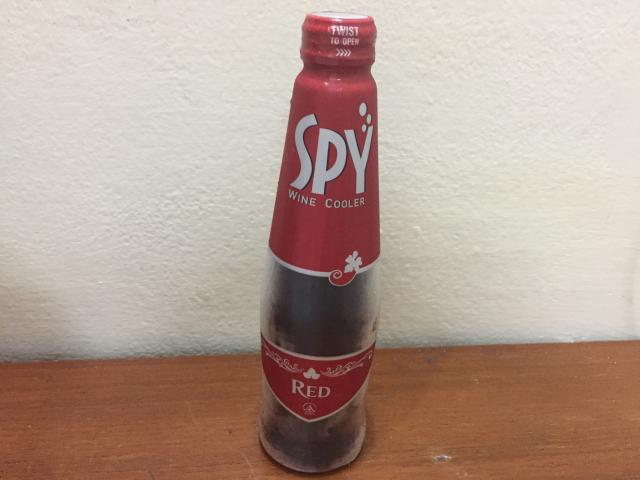 TWIST
TO OPEN
>>>>
SPY
WINE COOLER
RED